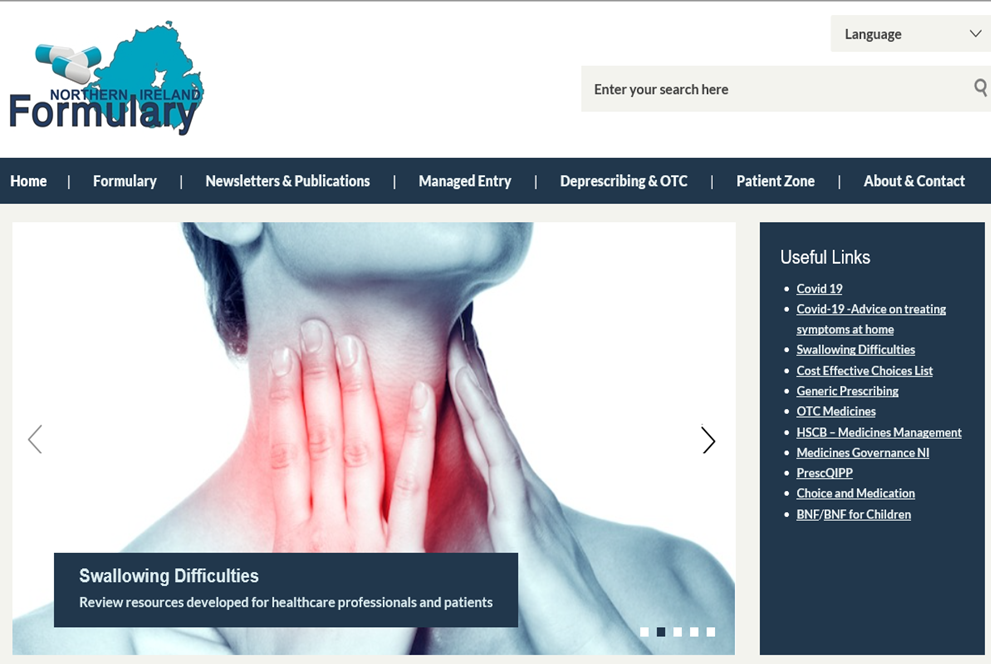 Language
NORTHERN IRELAND
Formulary
Enter your search here
Home | Formulary | Newsletters & Publications | Managed Entry | Deprescribing & OTC | Patient Zone | About & Contact
Swallowing Difficulties
Review resources developed for healthcare professionals and patients
Useful Links
Covid 19
Covid-19 -Advice on treating
symptoms at home
Swallowing Difficulties
Cost Effective Choices List
Generic Prescribing
OTC Medicines
HSCB – Medicines Management
Medicines Governance NI
PrescQIPP
Choice and Medication
BNF/BNF for Children